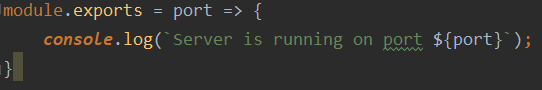 module.exports = port => {
    console.log(`Server is running on port ${port}`);
}